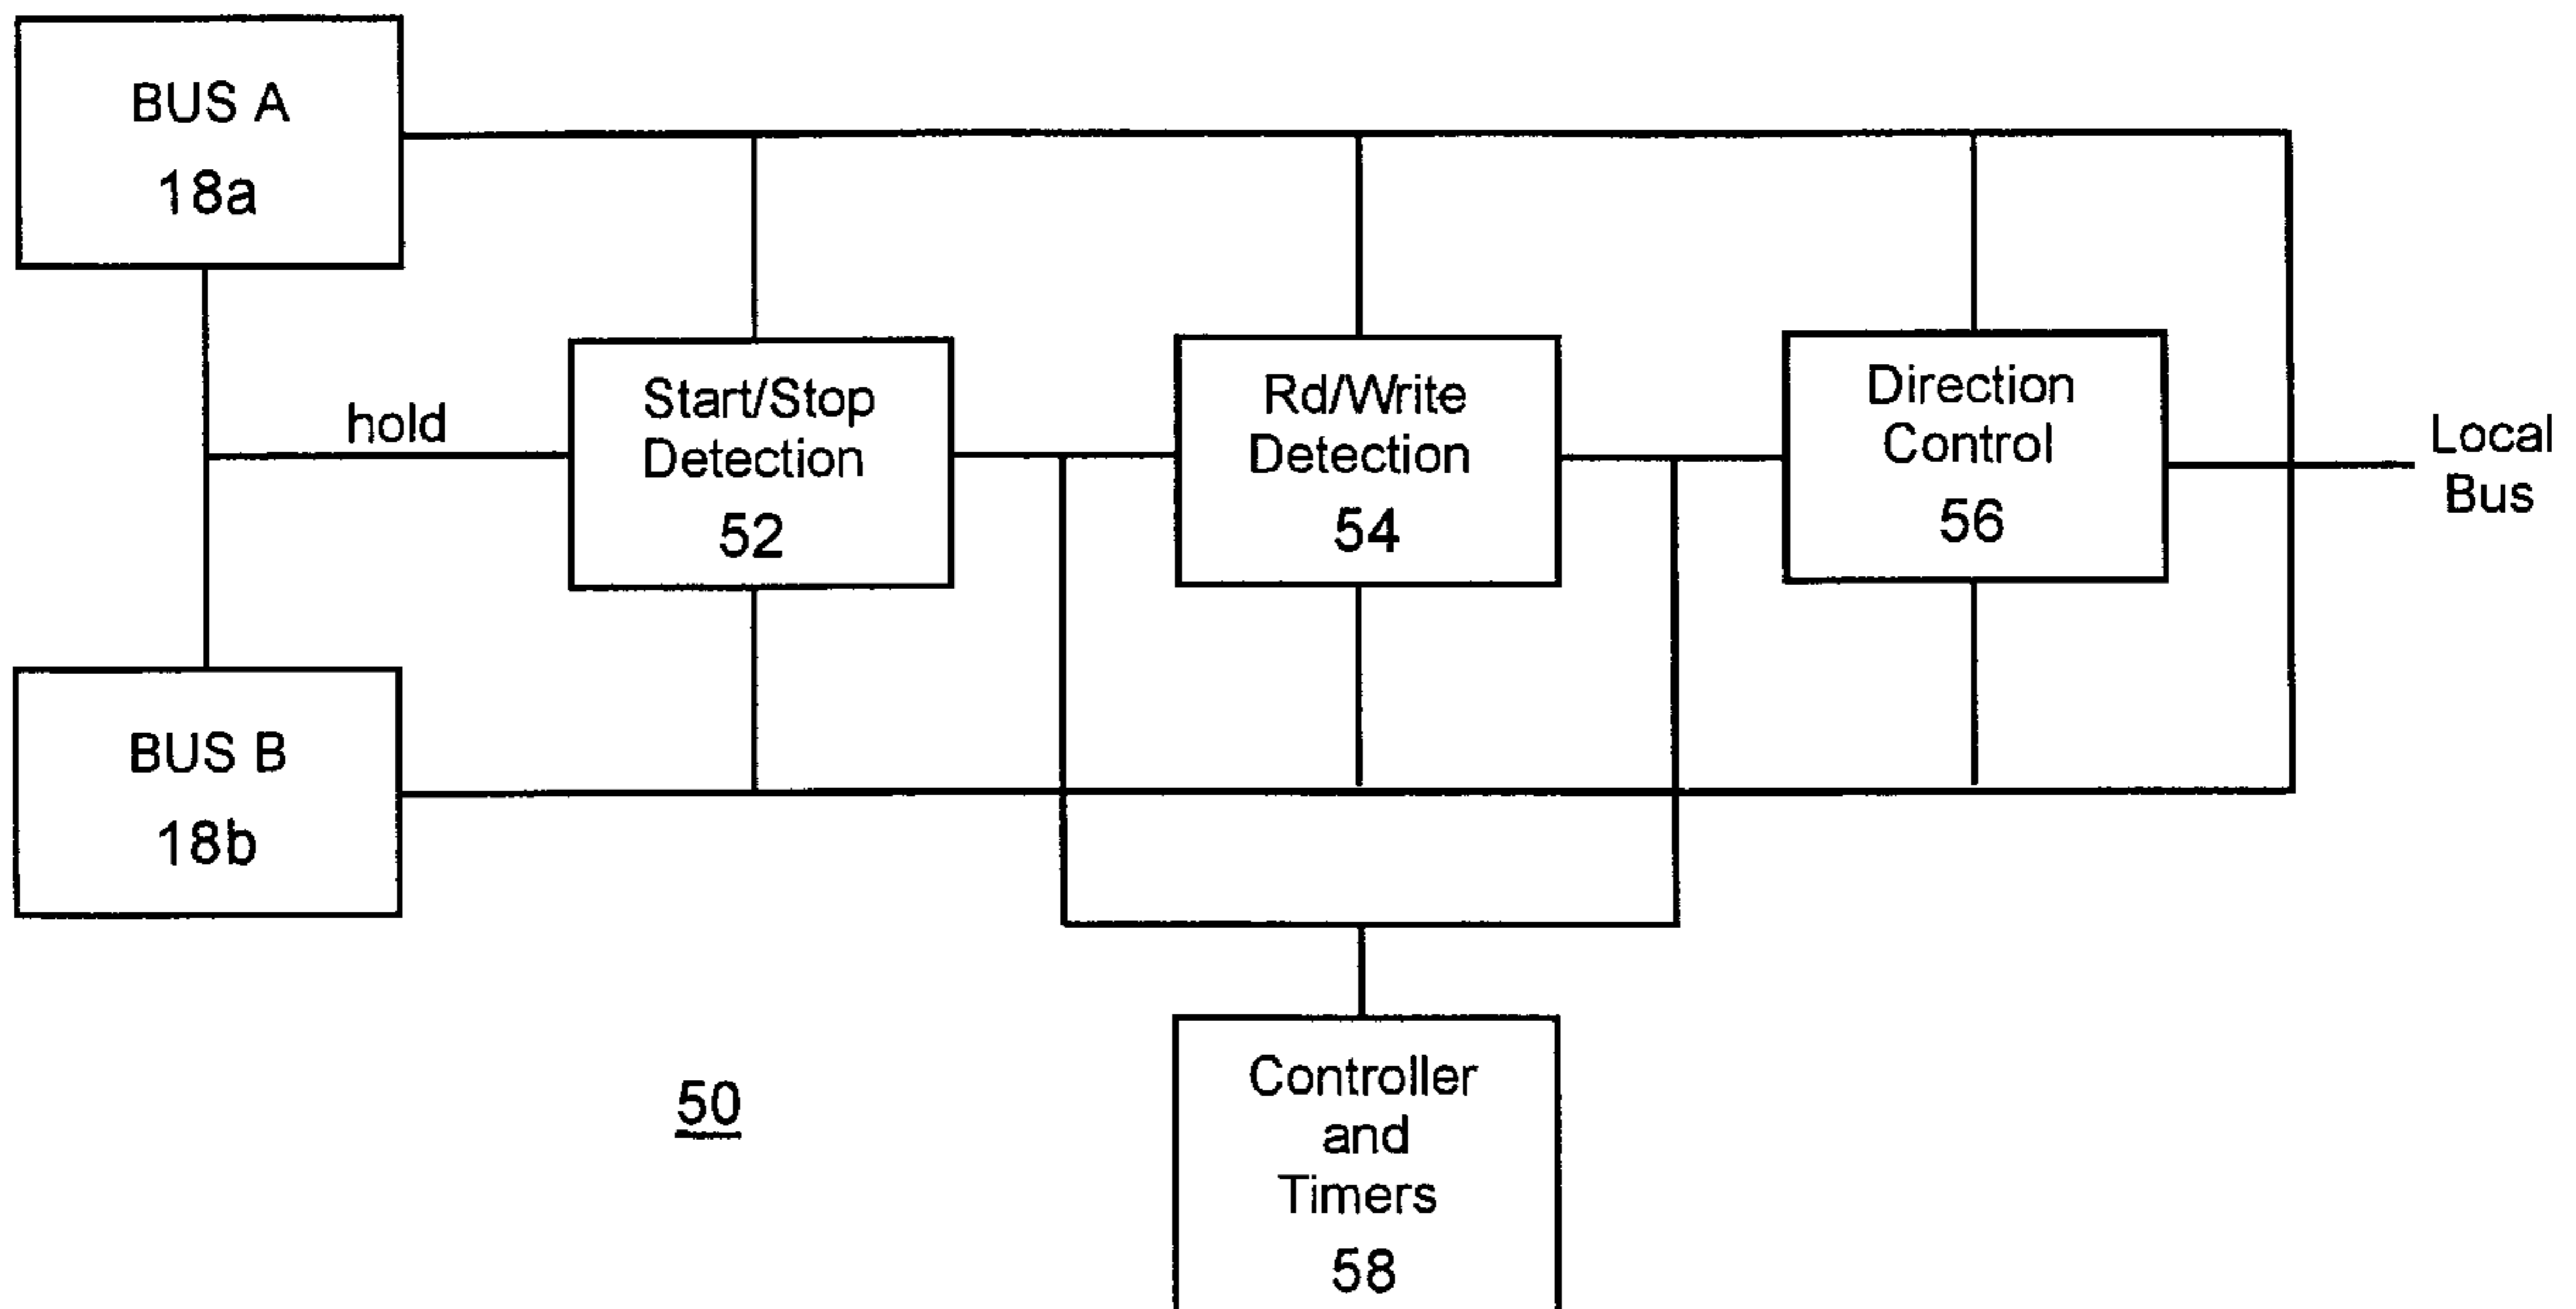 BUS A
18a
hold
Start/Stop
Detection
52
Rd/Write
Detection
54
Direction
Control
56
Local
Bus
BUS B
18b
50
Controller
and
Timers
58